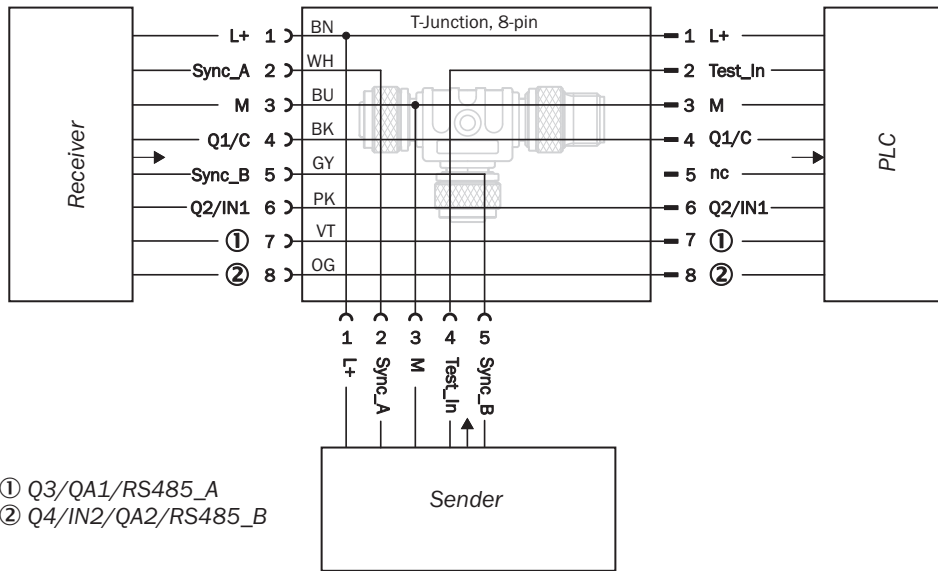 T-Junction, 8-pin
Receiver
L+ 1 BN 1 L+
Sync_A 2 WH 2 Test_In
M 3 BU 3 M
Q1/C 4 BK 4 Q1/C
Sync_B 5 GY 5 nc
Q2/IN1 6 PK 6 Q2/IN1
① 7 VT 7 ①
② 8 OG 8 ②
PLC
1 2 3 4 5
L+
Sync_A
M
Test_In
Sync_B
Sender
① Q3/QA1/RS485_A
② Q4/IN2/QA2/RS485_B